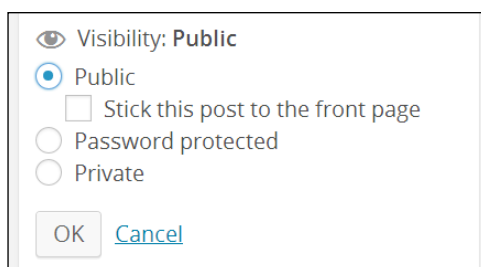 Visibility: Public
Public
Stick this post to the front page
Password protected
Private
OK Cancel